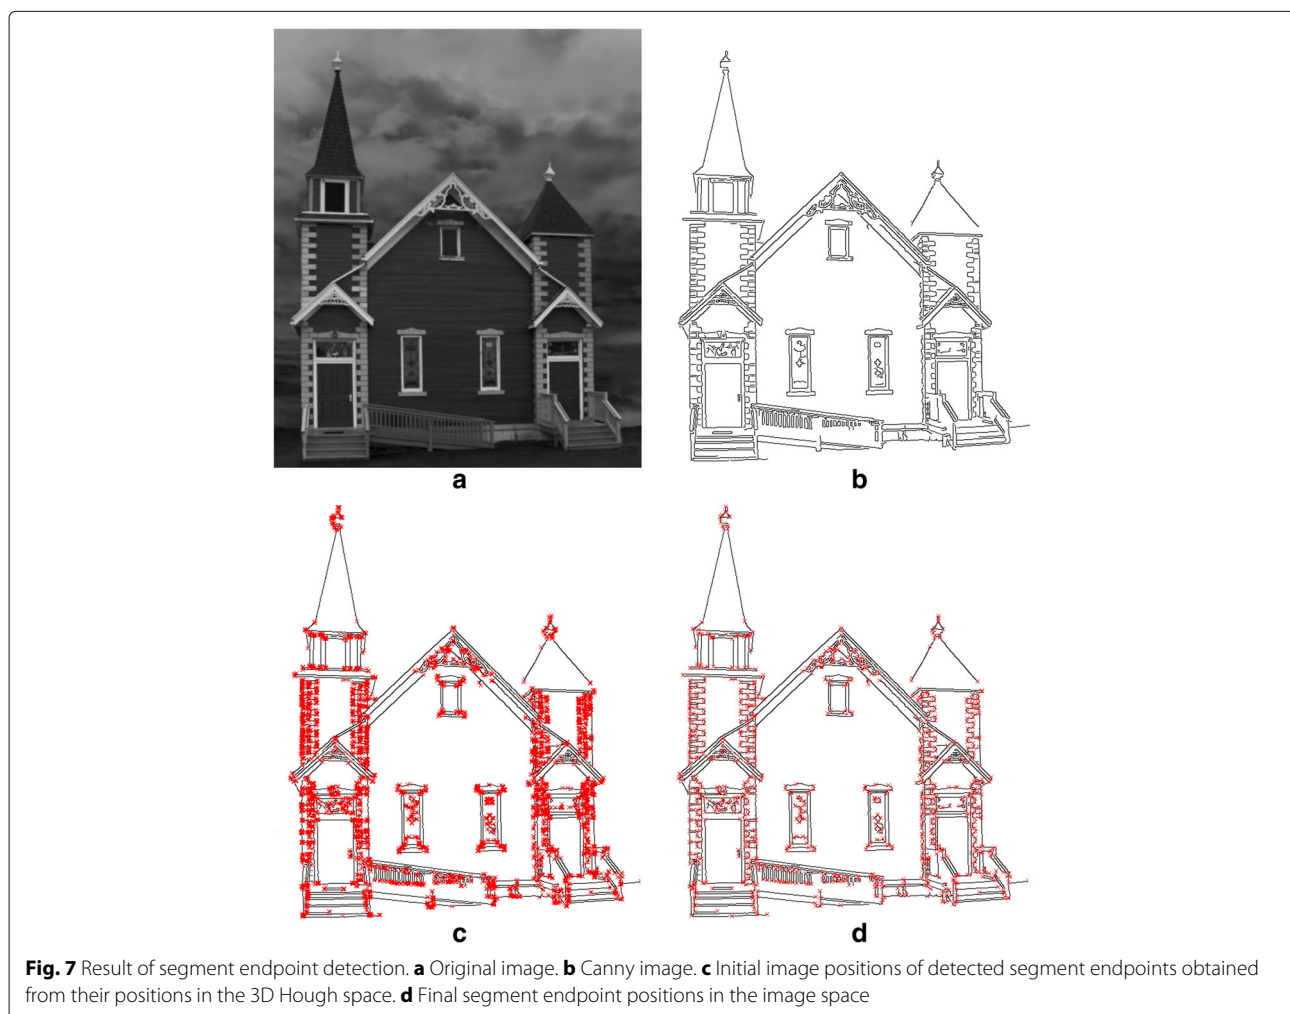 a
b
c
d
Fig. 7 Result of segment endpoint detection. a Original image. b Canny image. c Initial image positions of detected segment endpoints obtained
from their positions in the 3D Hough space. d Final segment endpoint positions in the image space